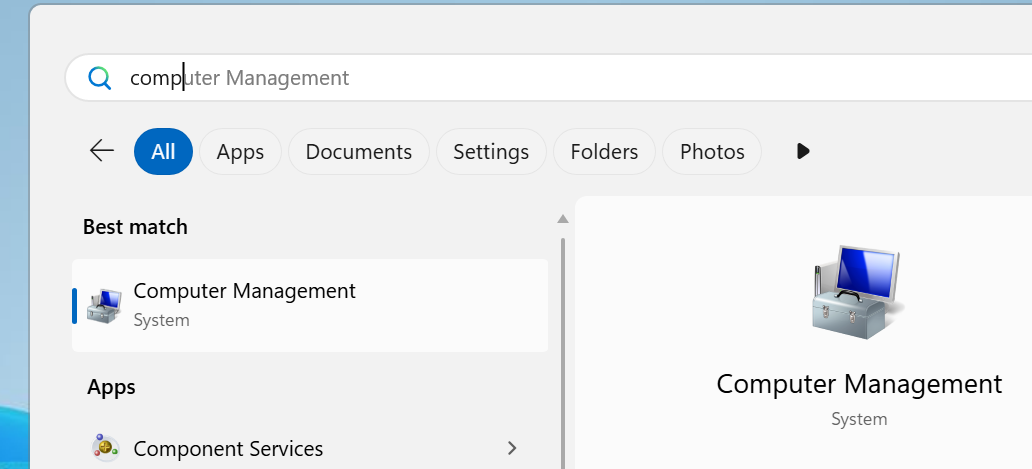 computer Management
All
Apps
Documents
Settings
Folders
Photos
Best match
Computer Management
System
Apps
Component Services
Computer Management
System